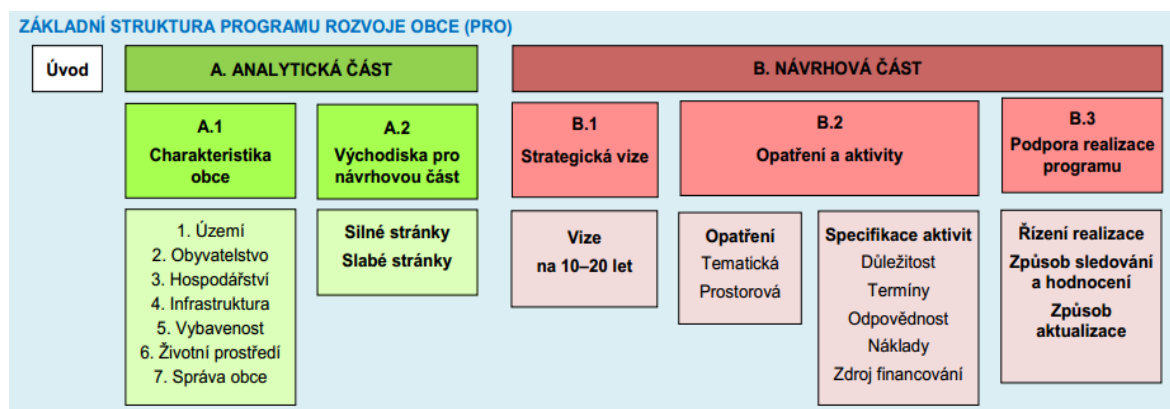 ZÁKLADNÍ STRUKTURA PROGRAMU ROZVOJE OBCE (PRO)
Úvod
A. ANALYTICKÁ ČÁST
B. NÁVRHOVÁ ČÁST
A.1
Charakteristika
obce
A.2
Východiska pro
návrhovou část
B.1
Strategická vize
B.2
Opatření a aktivity
B.3
Podpora realizace
programu
1. Území
2. Obyvatelstvo
3. Hospodářství
4. Infrastruktura
5. Vybavenost
6. Životní prostředí
7. Správa obce
Silné stránky
Slabé stránky
Vize
na 10–20 let
Opatření
Tematická
Prostorová
Specifikace aktivit
Důležitost
Termíny
Odpovědnost
Náklady
Zdroj financování
Řízení realizace
Způsob sledování
a hodnocení
Způsob
aktualizace